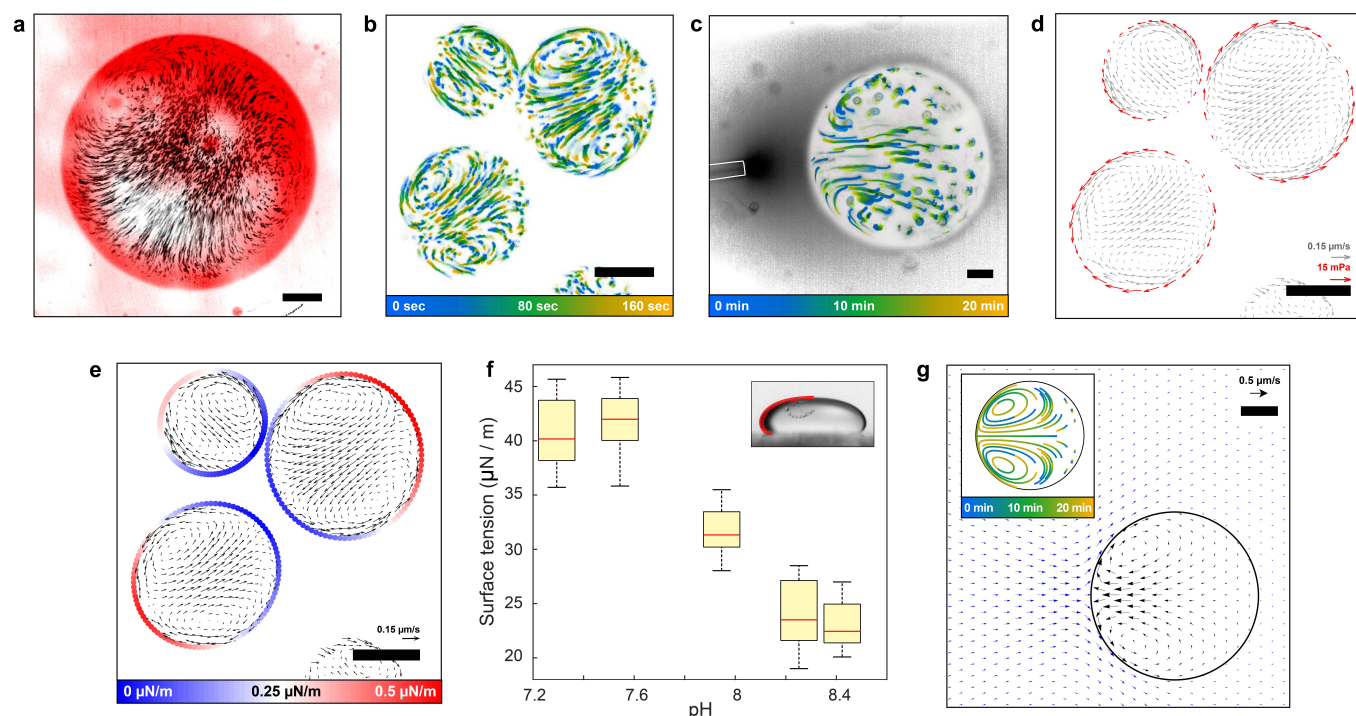 a
b
c
d
0 sec 80 sec 160 sec
0 min 10 min 20 min
0.15 µm/s
15 mPa
e
0.15 µm/s
0 µN/m 0.25 µN/m 0.5 µN/m
f
Surface tension (µN / m)
45
40
35
30
25
20
7.2 7.6 8 8.4
pH
g
0.5 µm/s
0 min 10 min 20 min